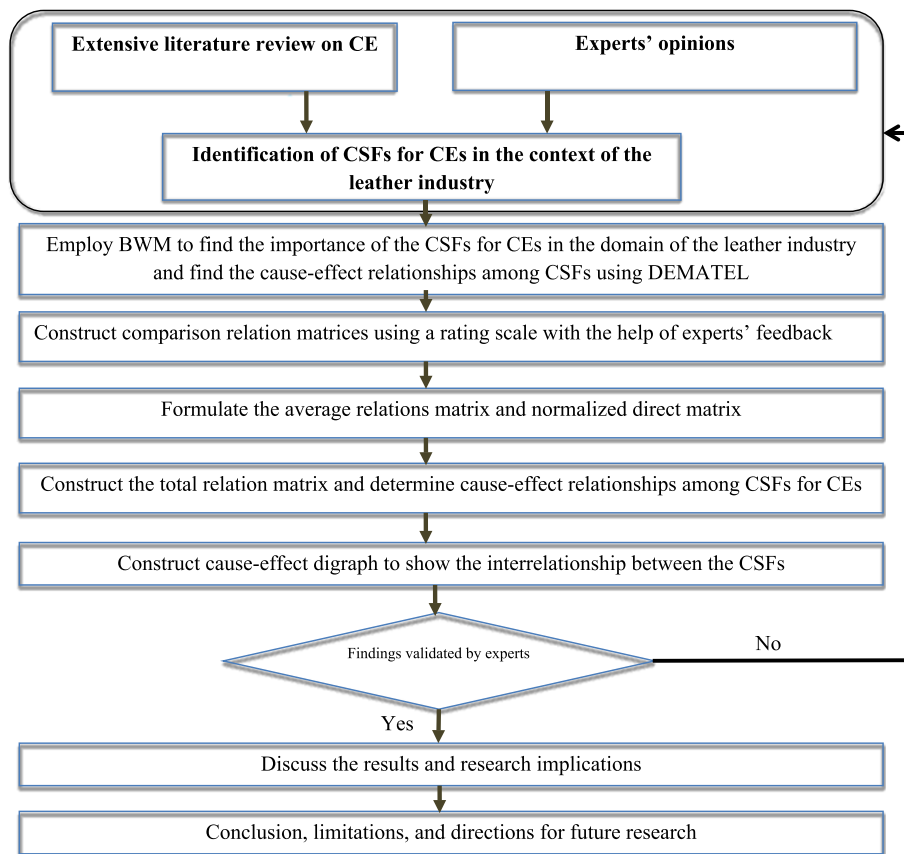 Extensive literature review on CE
Experts’ opinions
Identification of CSFs for CEs in the context of the
leather industry
Employ BWM to find the importance of the CSFs for CEs in the domain of the leather industry
and find the cause-effect relationships among CSFs using DEMATEL
Construct comparison relation matrices using a rating scale with the help of experts’ feedback
Formulate the average relations matrix and normalized direct matrix
Construct the total relation matrix and determine cause-effect relationships among CSFs for CEs
Construct cause-effect digraph to show the interrelationship between the CSFs
Findings validated by experts
No
Yes
Discuss the results and research implications
Conclusion, limitations, and directions for future research